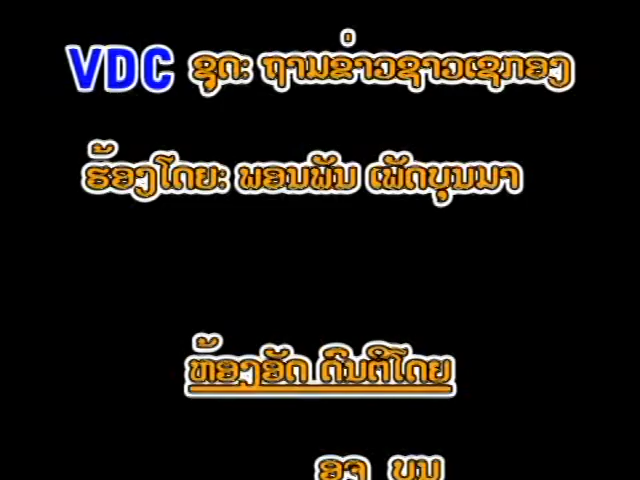 VDC ຊຸດ: ຖາມຂ່າວຊາວເຊກອງ
ຮ້ອງໂດຍ: ພອນພັນ ເພັດບຸນມາ
ຫ້ອງອັດ ດົນຕີໂດຍ